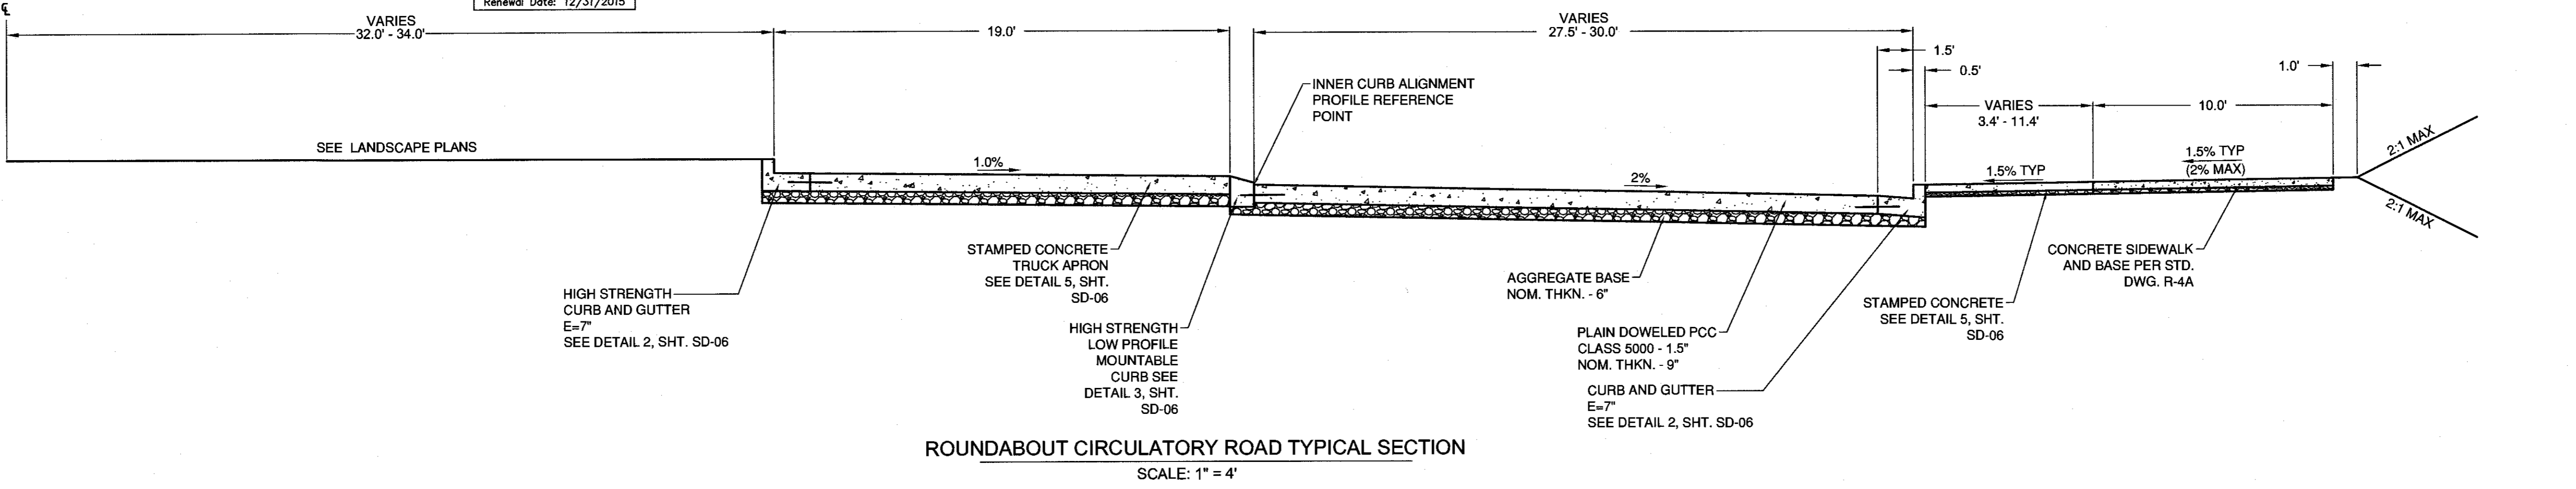 ℄
Renewal Date: 12/31/2015
VARIES
32.0' - 34.0'
19.0'
VARIES
27.5' - 30.0'
1.5'
0.5'
1.0'
VARIES
3.4' - 11.4'
10.0'
INNER CURB ALIGNMENT
PROFILE REFERENCE
POINT
SEE LANDSCAPE PLANS
1.0%
2%
1.5% TYP
1.5% TYP
(2% MAX)
2:1 MAX
2:1 MAX
HIGH STRENGTH
CURB AND GUTTER
E=7"
SEE DETAIL 2, SHT. SD-06
STAMPED CONCRETE
TRUCK APRON
SEE DETAIL 5, SHT.
SD-06
HIGH STRENGTH
LOW PROFILE
MOUNTABLE
CURB SEE
DETAIL 3, SHT.
SD-06
AGGREGATE BASE
NOM. THKN. - 6"
PLAIN DOWELED PCC
CLASS 5000 - 1.5"
NOM. THKN. - 9"
CURB AND GUTTER
E=7"
SEE DETAIL 2, SHT. SD-06
STAMPED CONCRETE
SEE DETAIL 5, SHT.
SD-06
CONCRETE SIDEWALK
AND BASE PER STD.
DWG. R-4A
ROUNDABOUT CIRCULATORY ROAD TYPICAL SECTION
SCALE: 1" = 4'